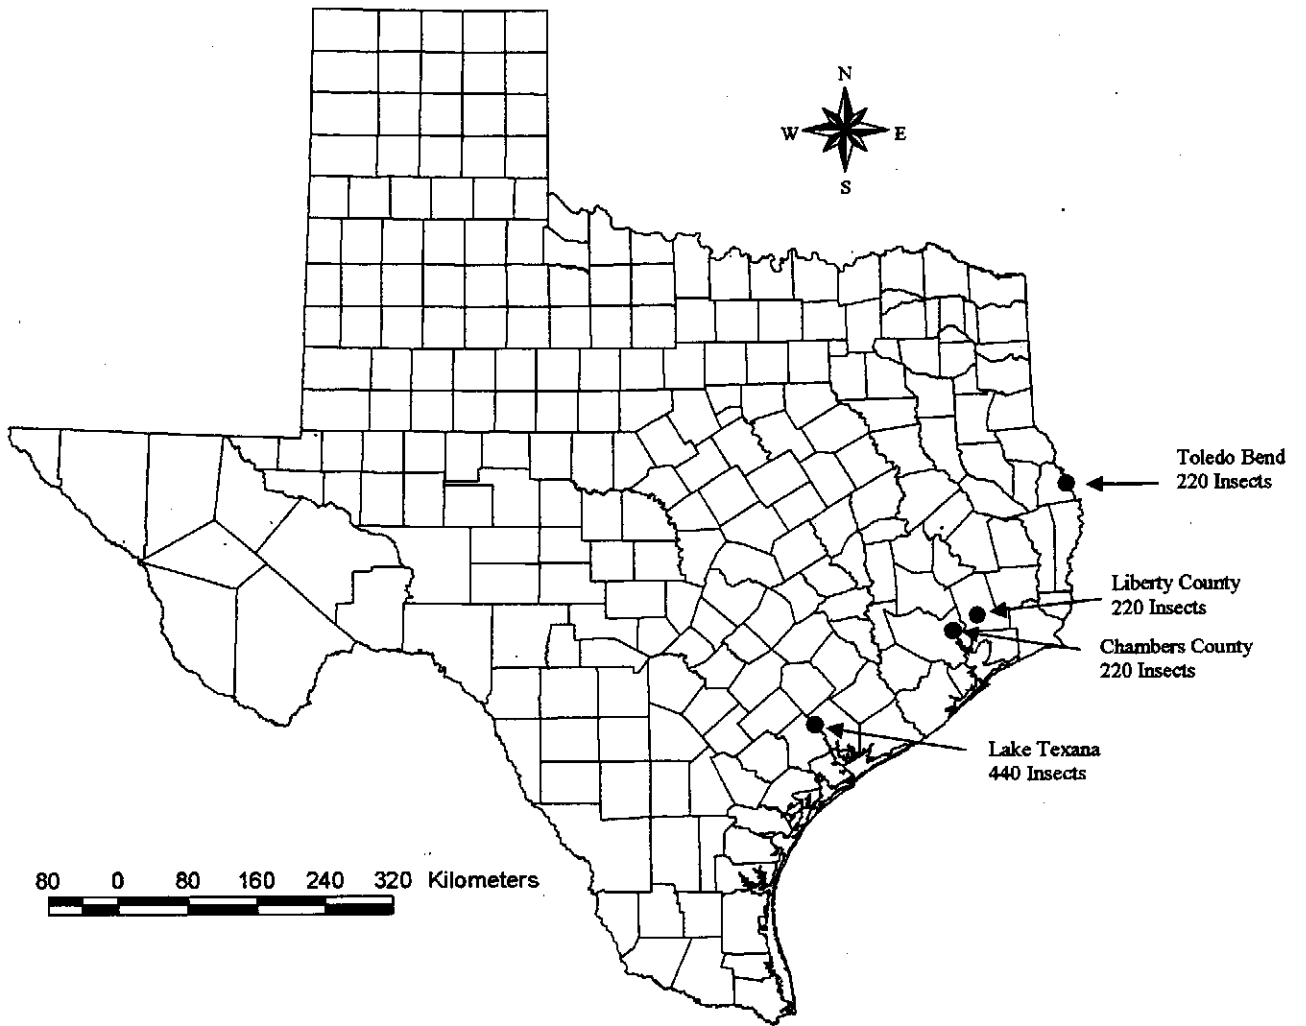 N
W E
S
Toledo Bend
220 Insects
Liberty County
220 Insects
Chambers County
220 Insects
Lake Texana
440 Insects
80 0 80 160 240 320 Kilometers